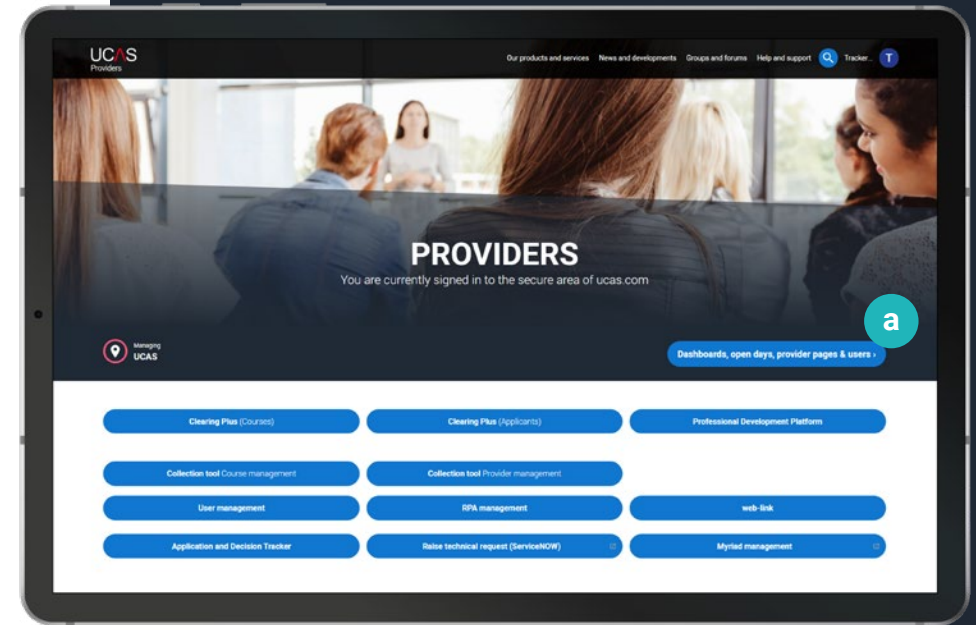 UCAS
Providers
Our products and services News and developments Groups and forums Help and support Tracker... T
PROVIDERS
You are currently signed in to the secure area of ucas.com
a
Managing
UCAS
Dashboards, open days, provider pages & users ›
Clearing Plus (Courses) Clearing Plus (Applicants) Professional Development Platform
Collection tool Course management Collection tool Provider management
User management RPA management web-link
Application and Decision Tracker Raise technical request (ServiceNOW) Myriad management